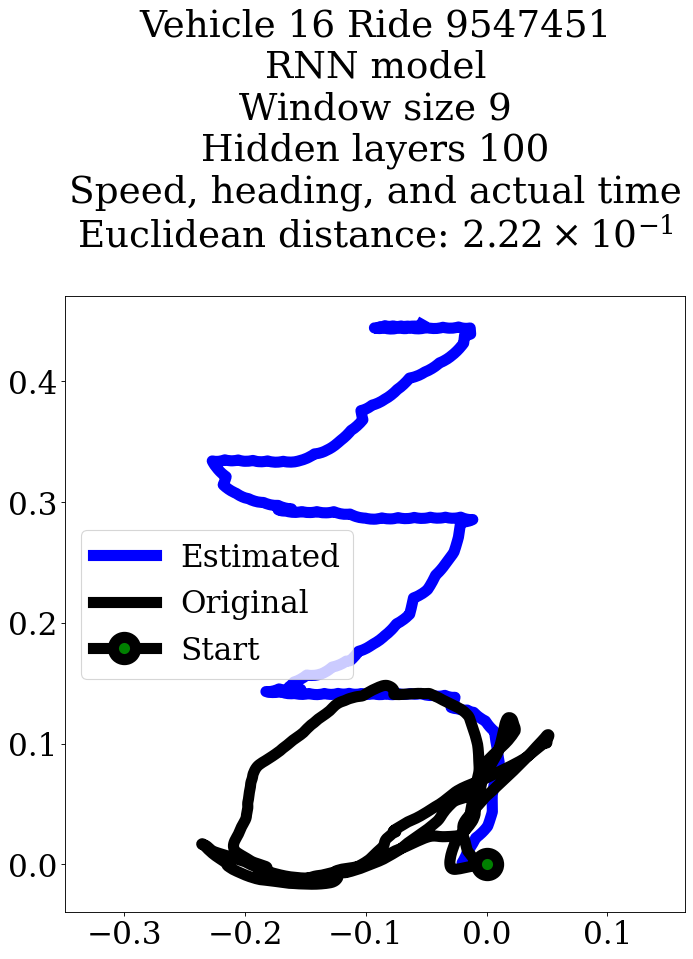 Vehicle 16 Ride 9547451
RNN model
Window size 9
Hidden layers 100
Speed, heading, and actual time
Euclidean distance: 2.22 × 10⁻¹
0.4
0.3
0.2
0.1
0.0
Estimated
Original
Start
−0.3 −0.2 −0.1 0.0 0.1